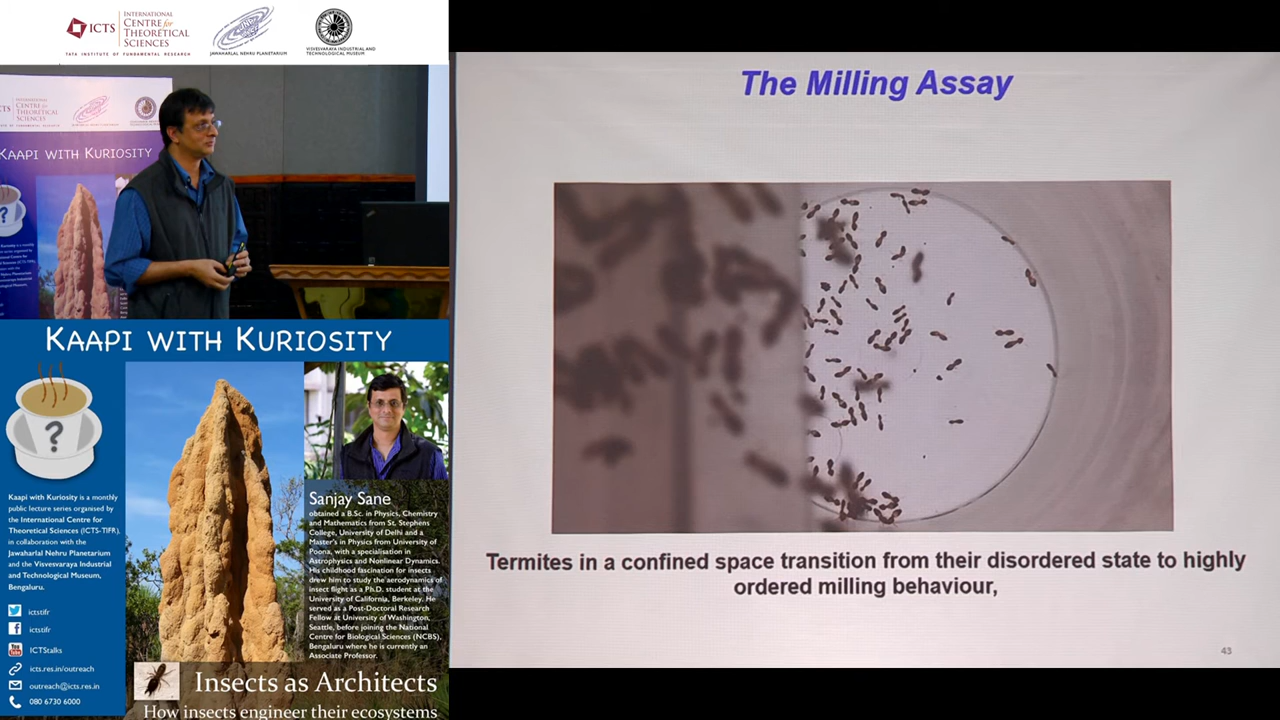 ICTS
INTERNATIONAL
CENTRE for
THEORETICAL
SCIENCES
TATA INSTITUTE OF FUNDAMENTAL RESEARCH
JAWAHARLAL NEHRU PLANETARIUM
VISVESVARAYA INDUSTRIAL AND
TECHNOLOGICAL MUSEUM
KAAPI WITH KURIOSITY
KAAPI WITH KURIOSITY
?
Kaapi with Kuriosity is a monthly
public lecture series organised by
the International Centre for
Theoretical Sciences (ICTS-TIFR),
in collaboration with the
Jawaharlal Nehru Planetarium
and the Visvesvaraya Industrial
and Technological Museum,
Bengaluru.
ictstifr
ictstifr
ICTStalks
icts.res.in/outreach
outreach@icts.res.in
080 6730 6000
Sanjay Sane
obtained a B.Sc. in Physics, Chemistry
and Mathematics from St. Stephens
College, University of Delhi and a
Master's in Physics from University of
Poona, with a specialisation in
Astrophysics and Nonlinear Dynamics.
His childhood fascination for insects
drew him to study the aerodynamics of
insect flight as a Ph.D. student at the
University of California, Berkeley. He
served as a Post-Doctoral Research
Fellow at University of Washington,
Seattle, before joining the National
Centre for Biological Sciences (NCBS),
Bengaluru where he is currently an
Associate Professor.
Insects as Architects
How insects engineer their ecosystems
The Milling Assay
Termites in a confined space transition from their disordered state to highly
ordered milling behaviour,
43